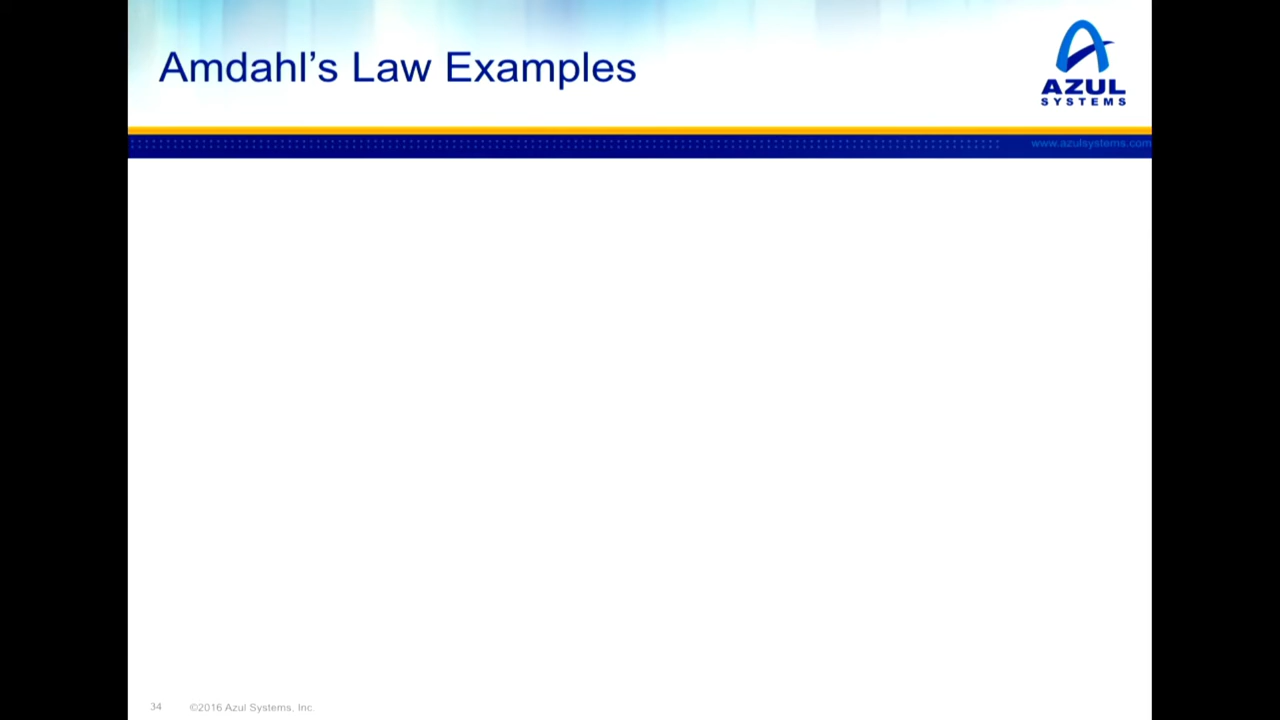 Amdahl’s Law Examples
AZUL
SYSTEMS
www.azulsystems.com
34
©2016 Azul Systems, Inc.